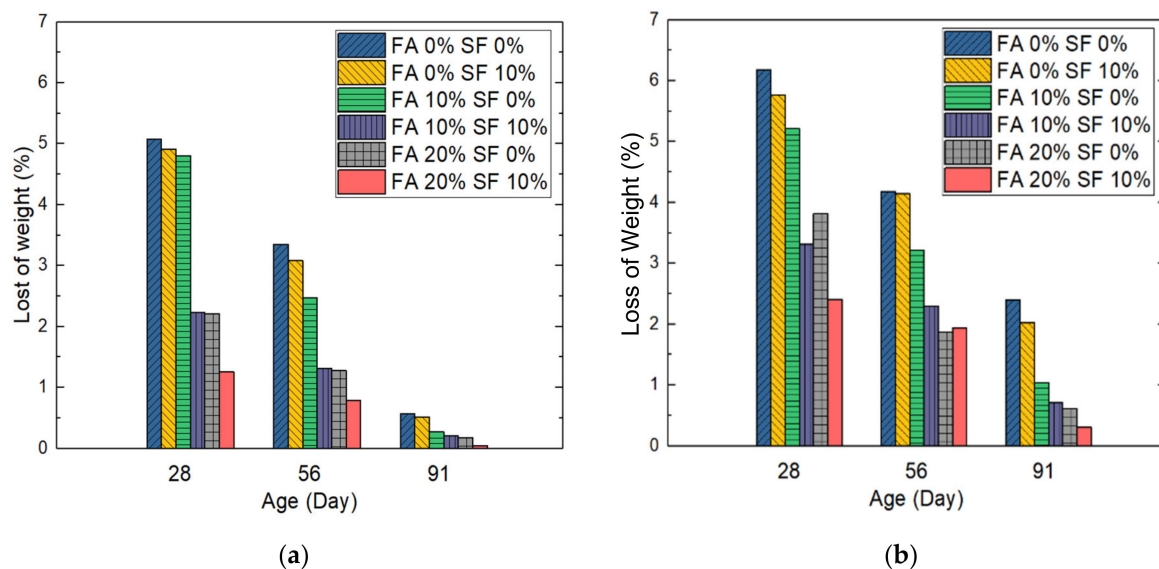 7
6
5
4
3
2
1
0
Lost of weight (%)
FA 0% SF 0%
FA 0% SF 10%
FA 10% SF 0%
FA 10% SF 10%
FA 20% SF 0%
FA 20% SF 10%
28 56 91
Age (Day)
(a)
7
6
5
4
3
2
1
0
Loss of Weight (%)
FA 0% SF 0%
FA 0% SF 10%
FA 10% SF 0%
FA 10% SF 10%
FA 20% SF 0%
FA 20% SF 10%
28 56 91
Age (Day)
(b)